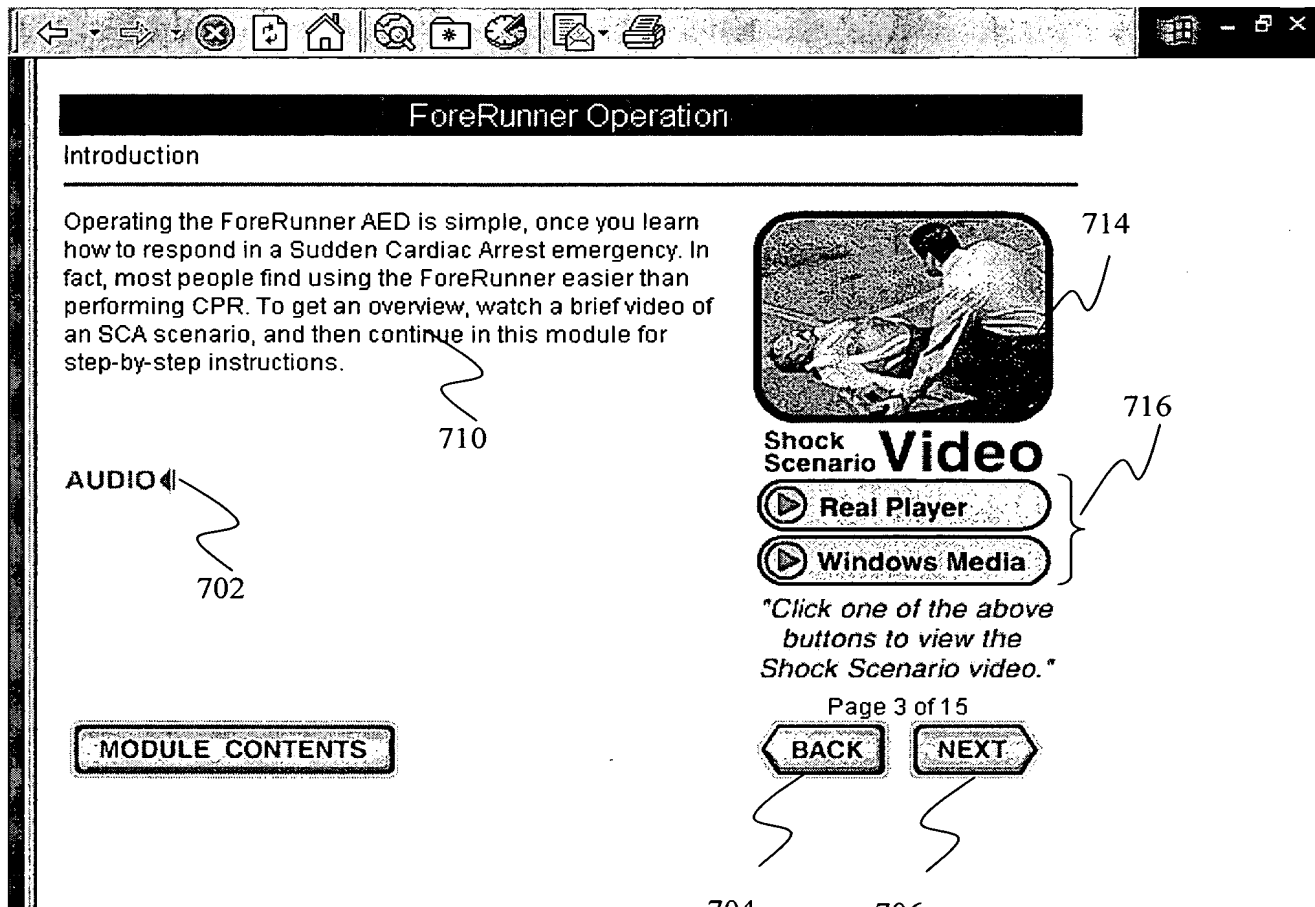 ForeRunner Operation
Introduction
Operating the ForeRunner AED is simple, once you learn
how to respond in a Sudden Cardiac Arrest emergency. In
fact, most people find using the ForeRunner easier than
performing CPR. To get an overview, watch a brief video of
an SCA scenario, and then continue in this module for
step-by-step instructions.
710
AUDIO
702
714
716
Shock
Scenario Video
Real Player
Windows Media
"Click one of the above
buttons to view the
Shock Scenario video."
Page 3 of 15
MODULE CONTENTS
BACK
NEXT
704
706